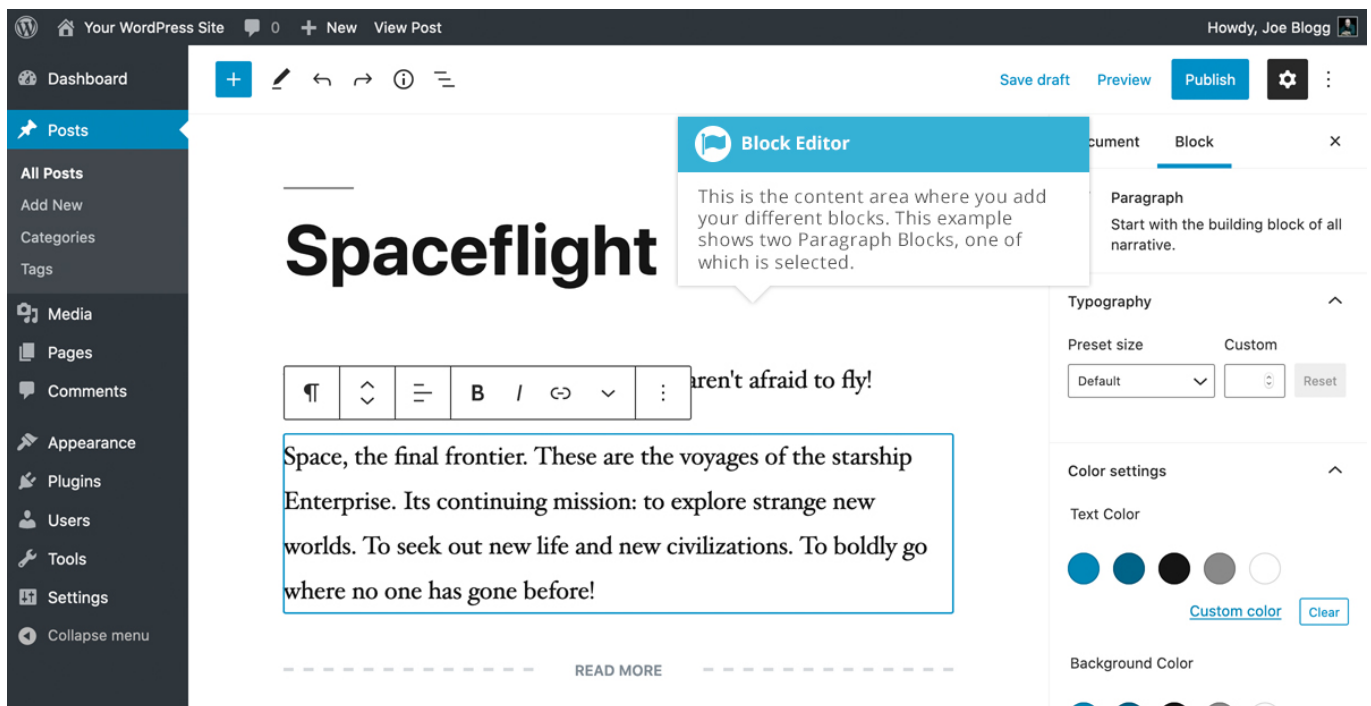 Your WordPress Site 0 New View Post Howdy, Joe Blogg
Dashboard
Posts
All Posts
Add New
Categories
Tags
Media
Pages
Comments
Appearance
Plugins
Users
Tools
Settings
Collapse menu
Save draft Preview Publish
Block Editor
This is the content area where you add
your different blocks. This example
shows two Paragraph Blocks, one of
which is selected.
Spaceflight
B I
aren't afraid to fly!
Space, the final frontier. These are the voyages of the starship
Enterprise. Its continuing mission: to explore strange new
worlds. To seek out new life and new civilizations. To boldly go
where no one has gone before!
READ MORE
Block
Paragraph
Start with the building block of all
narrative.
Typography
Preset size Custom
Default Reset
Color settings
Text Color
Custom color Clear
Background Color